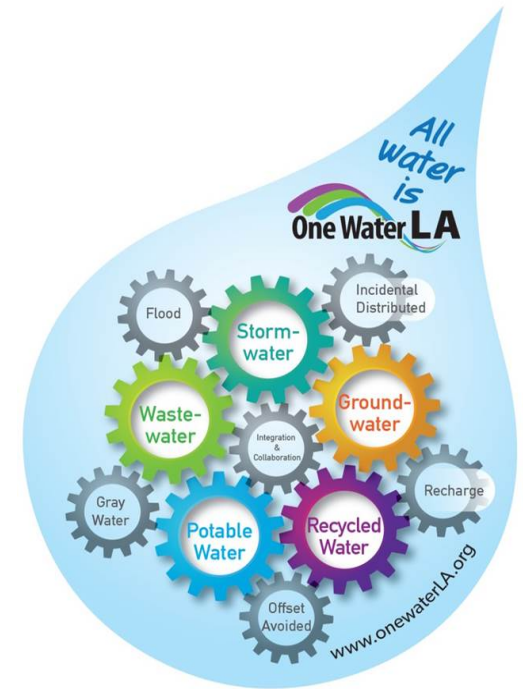 All
water
is
One Water LA
Flood
Incidental
Distributed
Storm-
water
Waste-
water
Ground-
water
Integration
&
Collaboration
Gray
Water
Recharge
Potable
Water
Recycled
Water
Offset
Avoided
www.onewaterLA.org